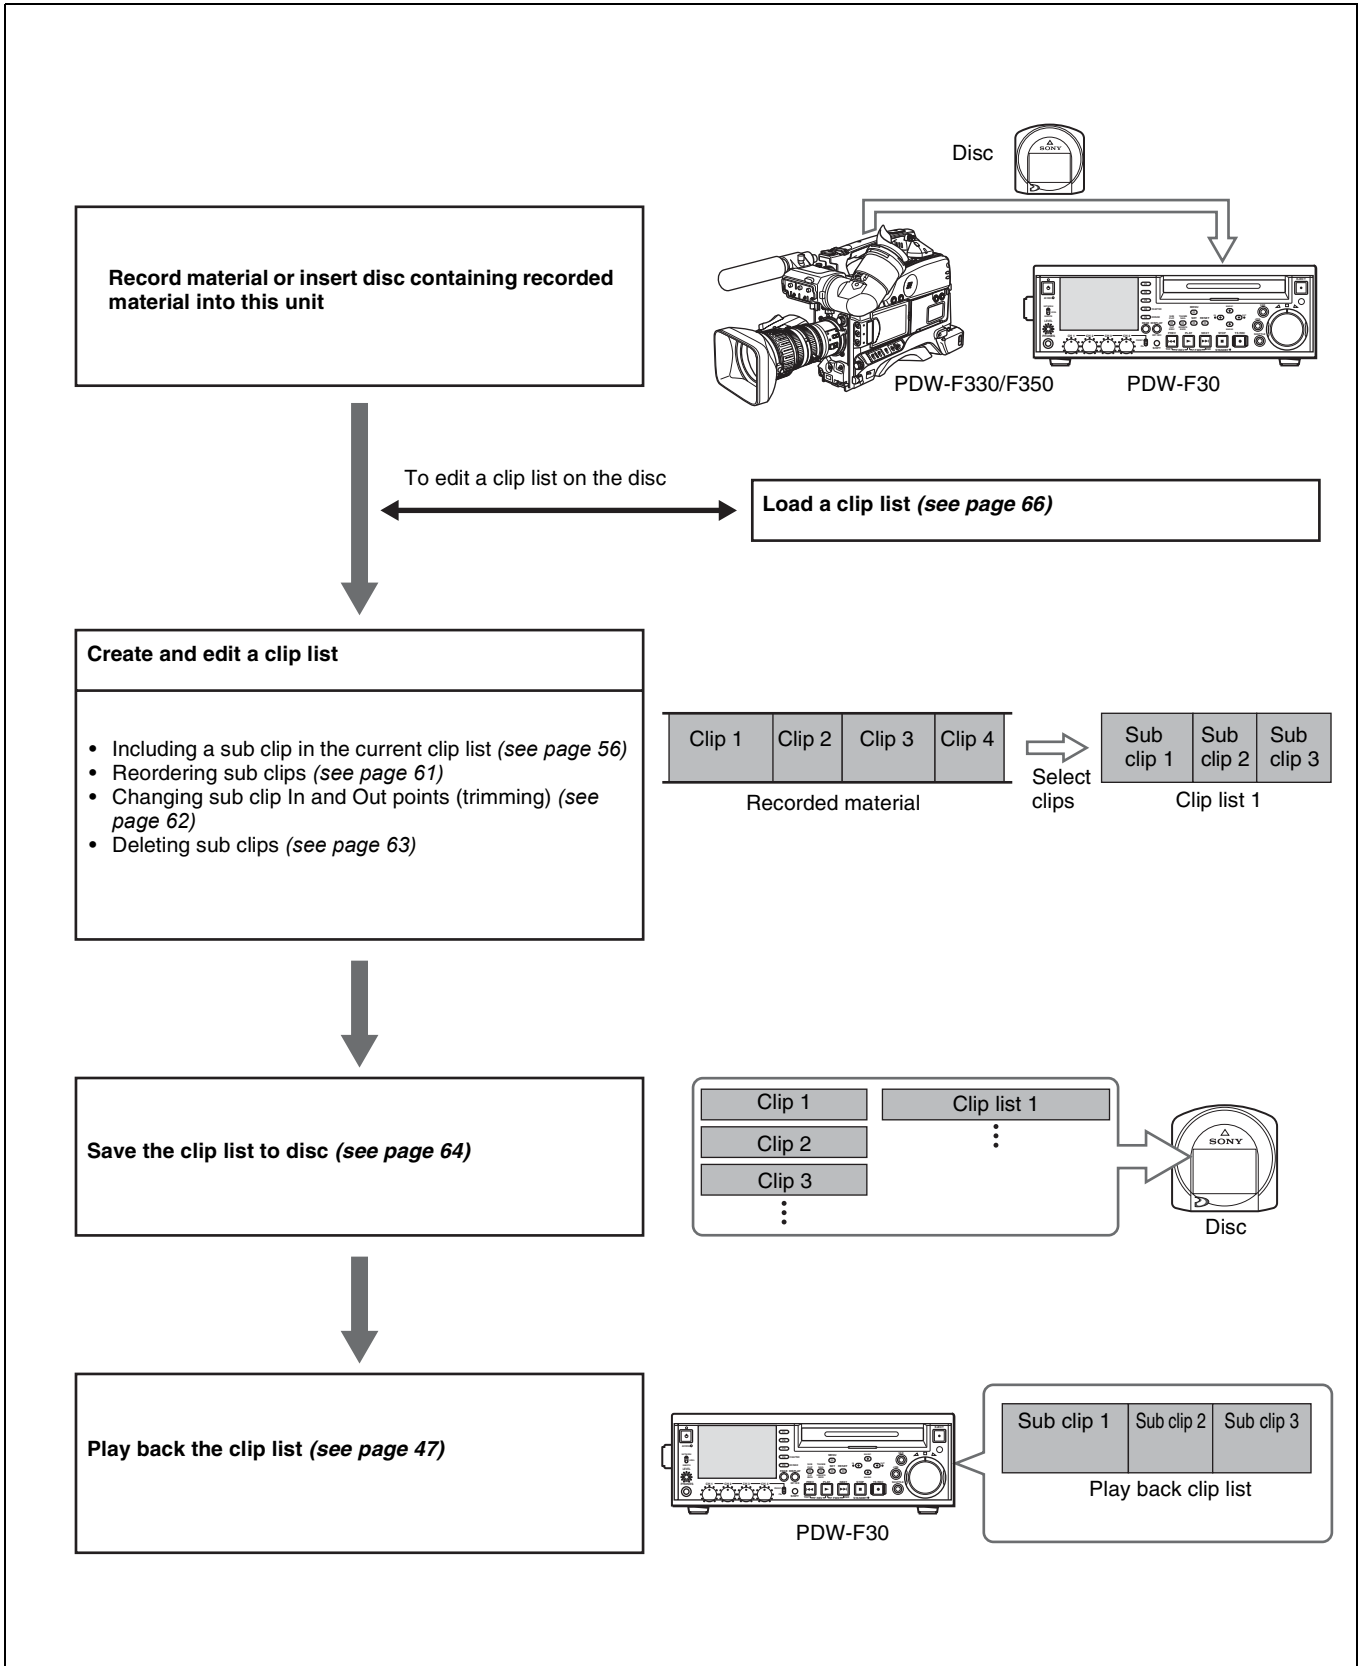 Disc
SONY
Record material or insert disc containing recorded
material into this unit
PDW-F330/F350
PDW-F30
To edit a clip list on the disc
Load a clip list (see page 66)
Create and edit a clip list
• Including a sub clip in the current clip list (see page 56)
• Reordering sub clips (see page 61)
• Changing sub clip In and Out points (trimming) (see
page 62)
• Deleting sub clips (see page 63)
Clip 1
Clip 2
Clip 3
Clip 4
Recorded material
Select
clips
Sub
clip 1
Sub
clip 2
Sub
clip 3
Clip list 1
Save the clip list to disc (see page 64)
Clip 1
Clip 2
Clip 3
Clip list 1
SONY
Disc
Play back the clip list (see page 47)
PDW-F30
Sub clip 1
Sub clip 2
Sub clip 3
Play back clip list